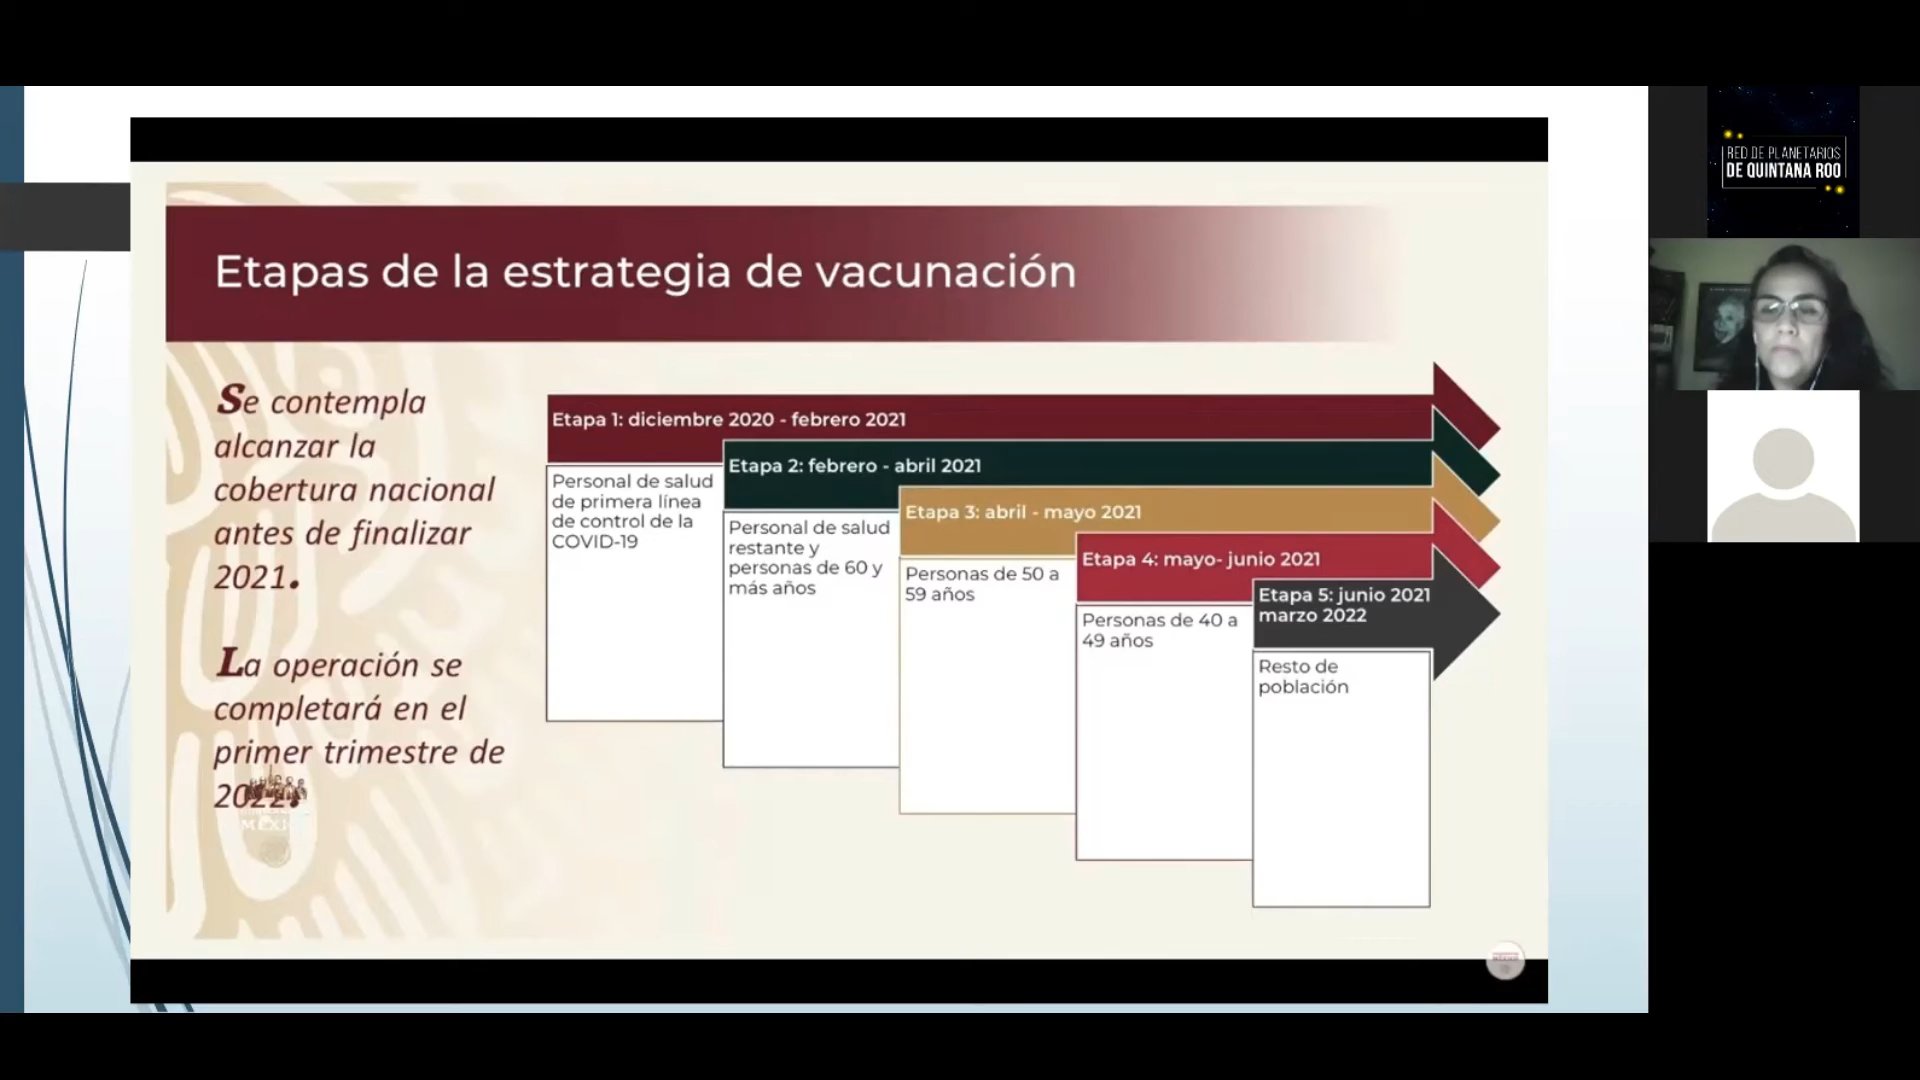 Etapas de la estrategia de vacunación
Se contempla
alcanzar la
cobertura nacional
antes de finalizar
2021.
La operación se
completará en el
primer trimestre de
2022.
MÉXICO
Etapa 1: diciembre 2020 - febrero 2021
Personal de salud
de primera línea
de control de la
COVID-19
Etapa 2: febrero - abril 2021
Personal de salud
restante y
personas de 60 y
más años
Etapa 3: abril - mayo 2021
Personas de 50 a
59 años
Etapa 4: mayo- junio 2021
Personas de 40 a
49 años
Etapa 5: junio 2021
marzo 2022
Resto de
población
RED DE PLANETARIOS
DE QUINTANA ROO